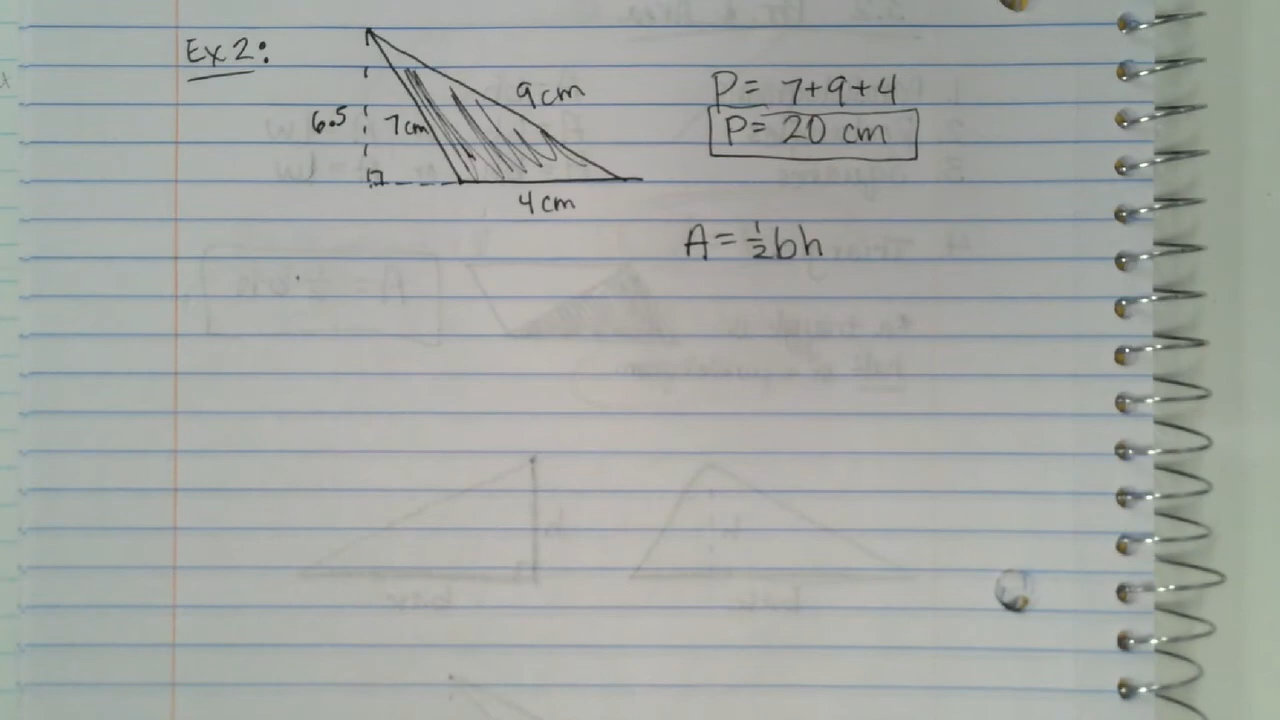 Ex 2:
9cm
6.5
7cm
4 cm
P = 7+9+4
P = 20 cm
A = ½bh